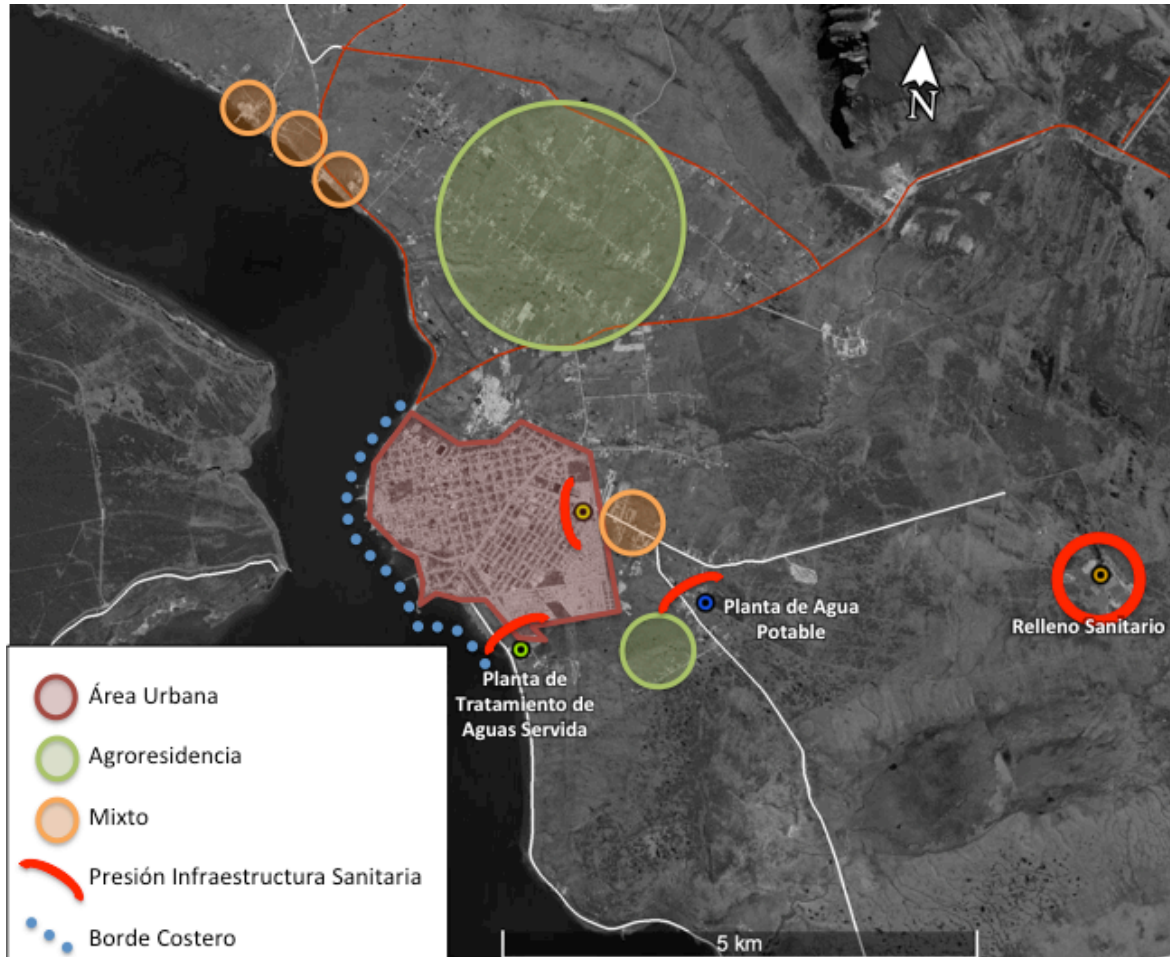 N
Planta de Agua
Potable
Relleno Sanitario
Planta de
Tratamiento de
Aguas Servida
Área Urbana
Agroresidencia
Mixto
Presión Infraestructura Sanitaria
Borde Costero
5 km